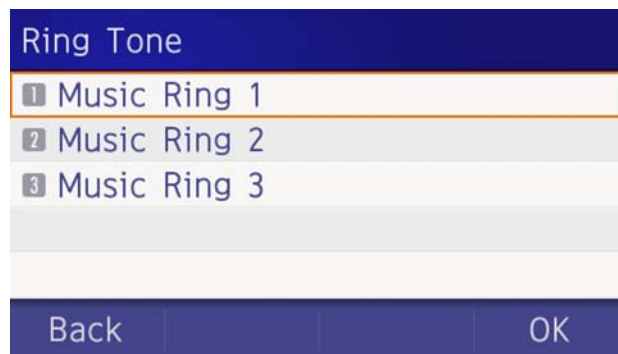 Ring Tone
1 Music Ring 1
2 Music Ring 2
3 Music Ring 3
Back OK